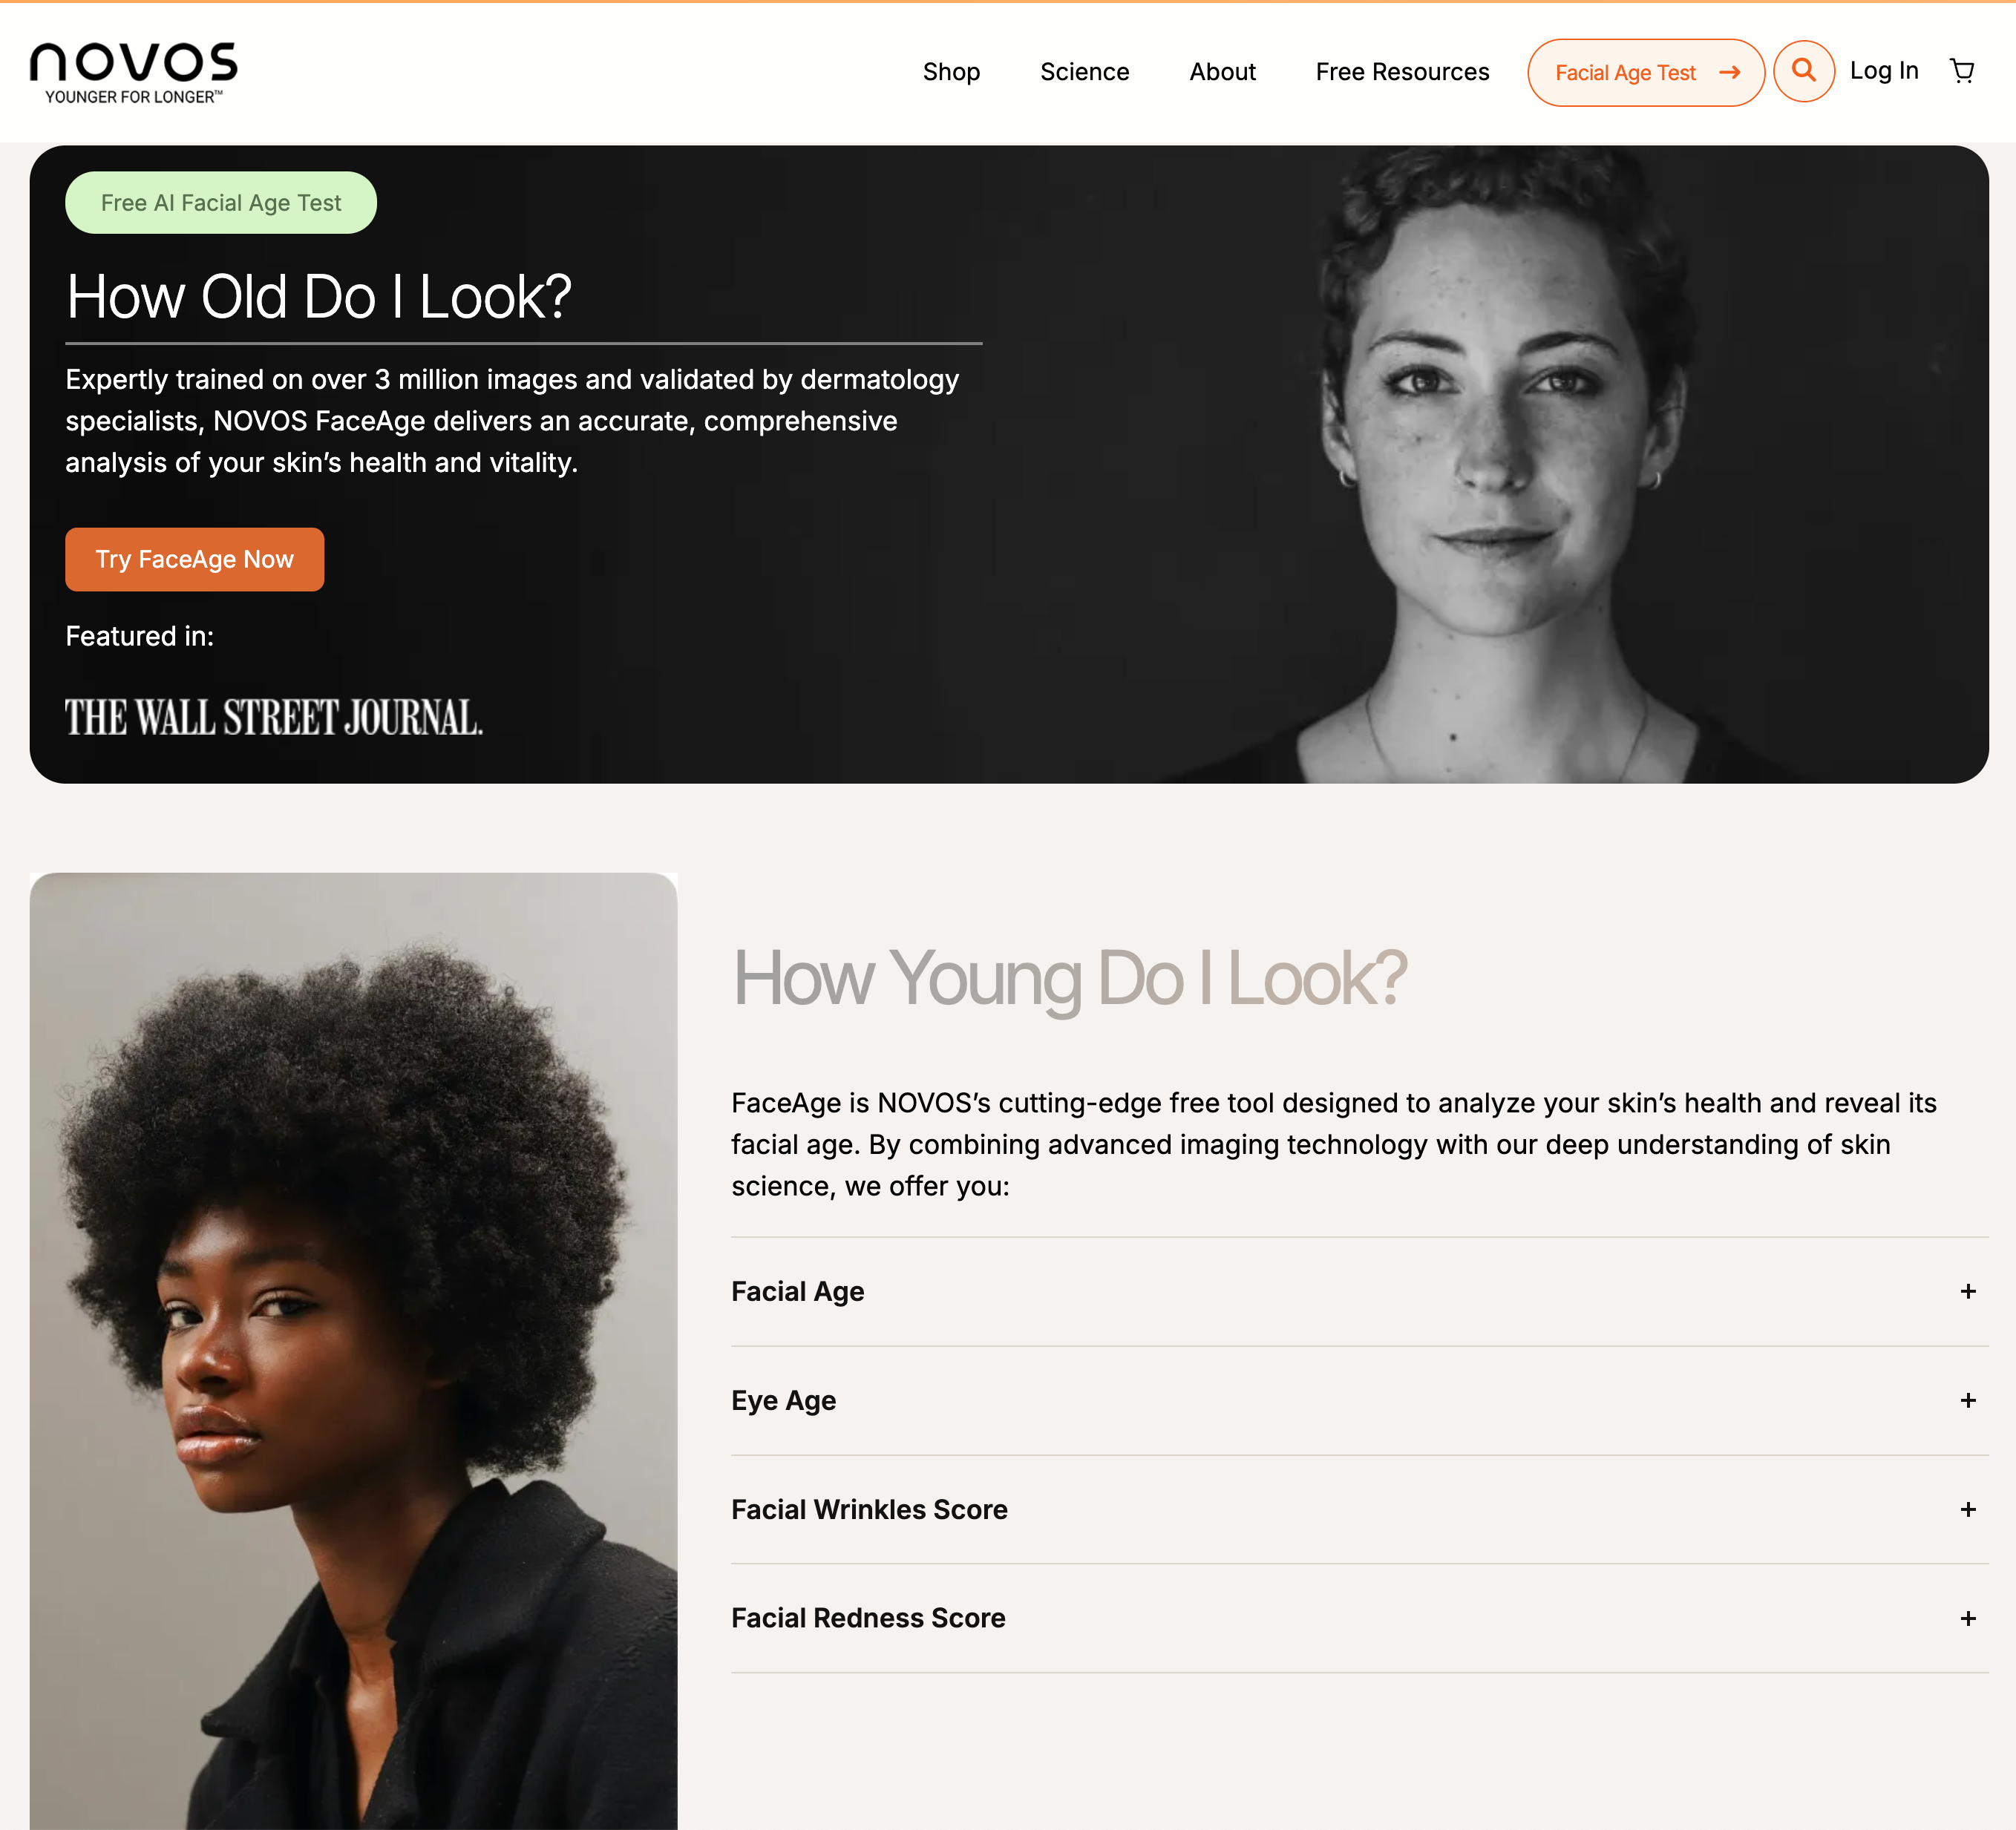 novos
YOUNGER FOR LONGER™
Shop
Science
About
Free Resources
Facial Age Test
Log In
Free AI Facial Age Test
How Old Do I Look?
Expertly trained on over 3 million images and validated by dermatology
specialists, NOVOS FaceAge delivers an accurate, comprehensive
analysis of your skin’s health and vitality.
Try FaceAge Now
Featured in:
THE WALL STREET JOURNAL.
How Young Do I Look?
FaceAge is NOVOS’s cutting-edge free tool designed to analyze your skin’s health and reveal its
facial age. By combining advanced imaging technology with our deep understanding of skin
science, we offer you:
Facial Age
Eye Age
Facial Wrinkles Score
Facial Redness Score